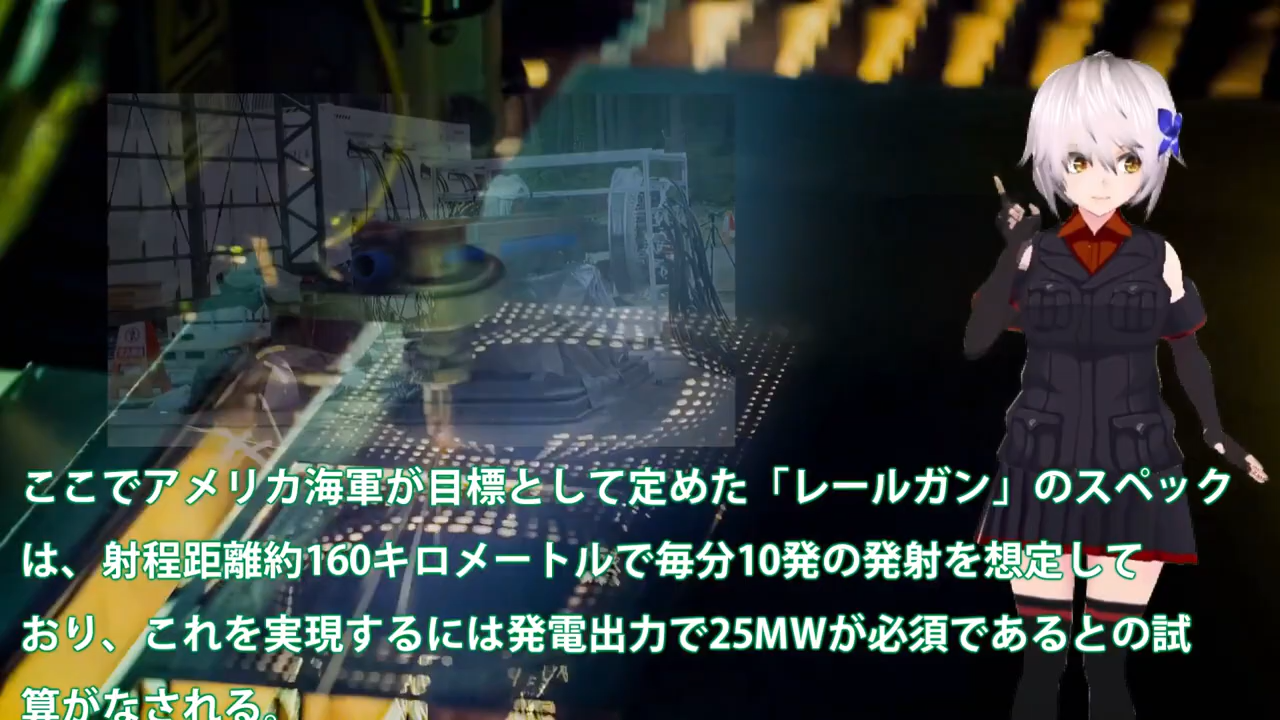 ここでアメリカ海軍が目標として定めた「レールガン」のスペック
は、射程距離約160キロメートルで毎分10発の発射を想定して
おり、これを実現するには発電出力で25MWが必須であるとの試
算がなされる。